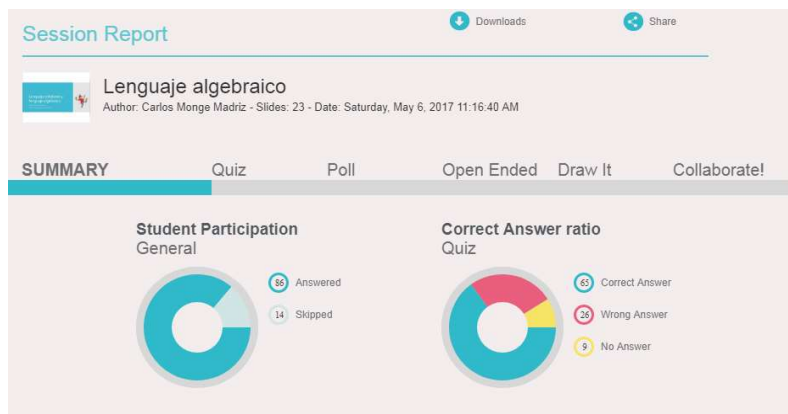 Session Report
Downloads
Share
Lenguaje algebraico
Author: Carlos Monge Madriz - Slides: 23 - Date: Saturday, May 6, 2017 11:16:40 AM
SUMMARY Quiz Poll Open Ended Draw It Collaborate!
Student Participation
General
86 Answered
14 Skipped
Correct Answer ratio
Quiz
65 Correct Answer
26 Wrong Answer
9 No Answer